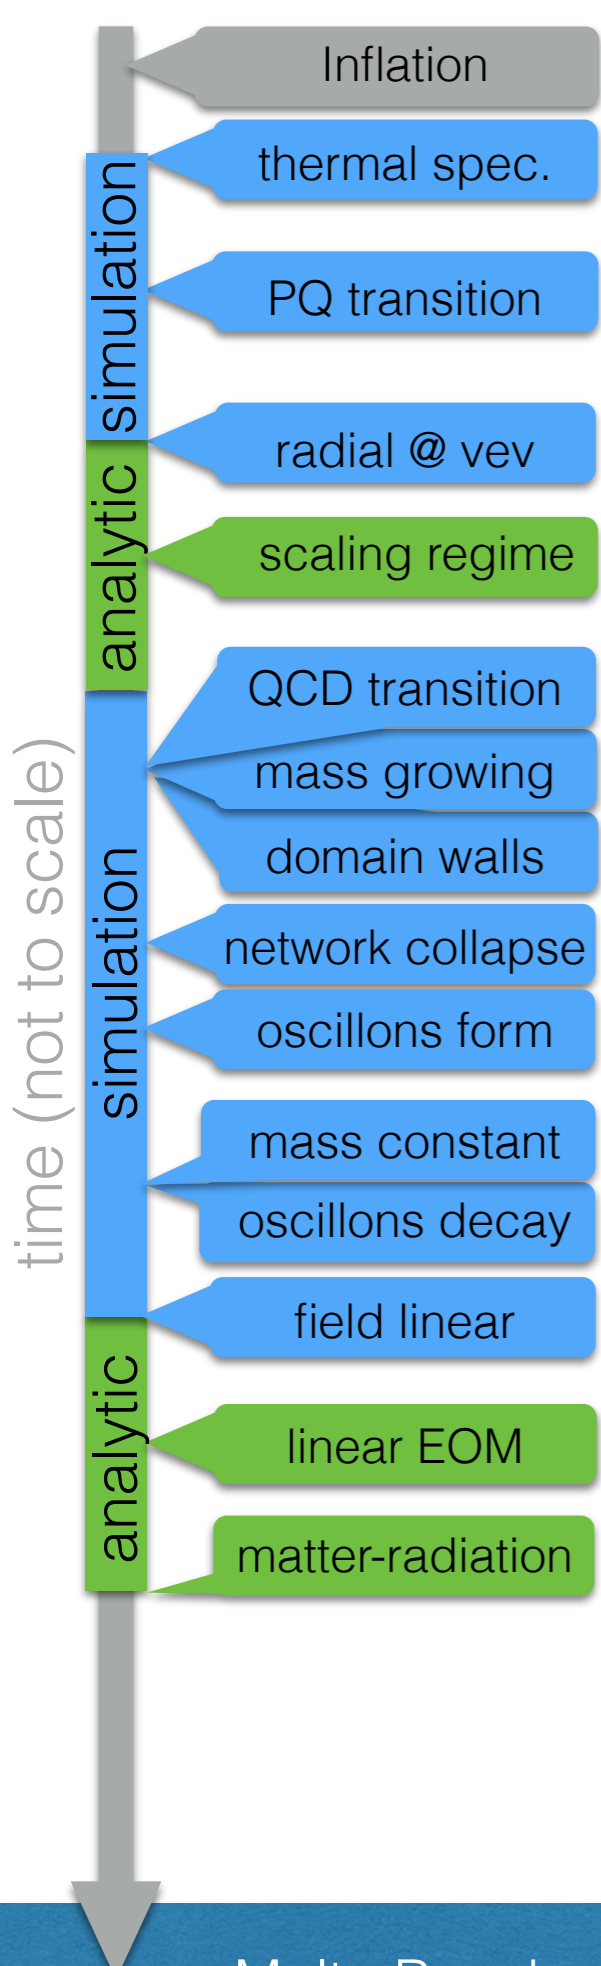 Inflation
thermal spec.
simulation
PQ transition
radial @ vev
analytic
scaling regime
QCD transition
mass growing
domain walls
time (not to scale)
simulation
network collapse
oscillons form
mass constant
oscillons decay
field linear
analytic
linear EOM
matter-radiation